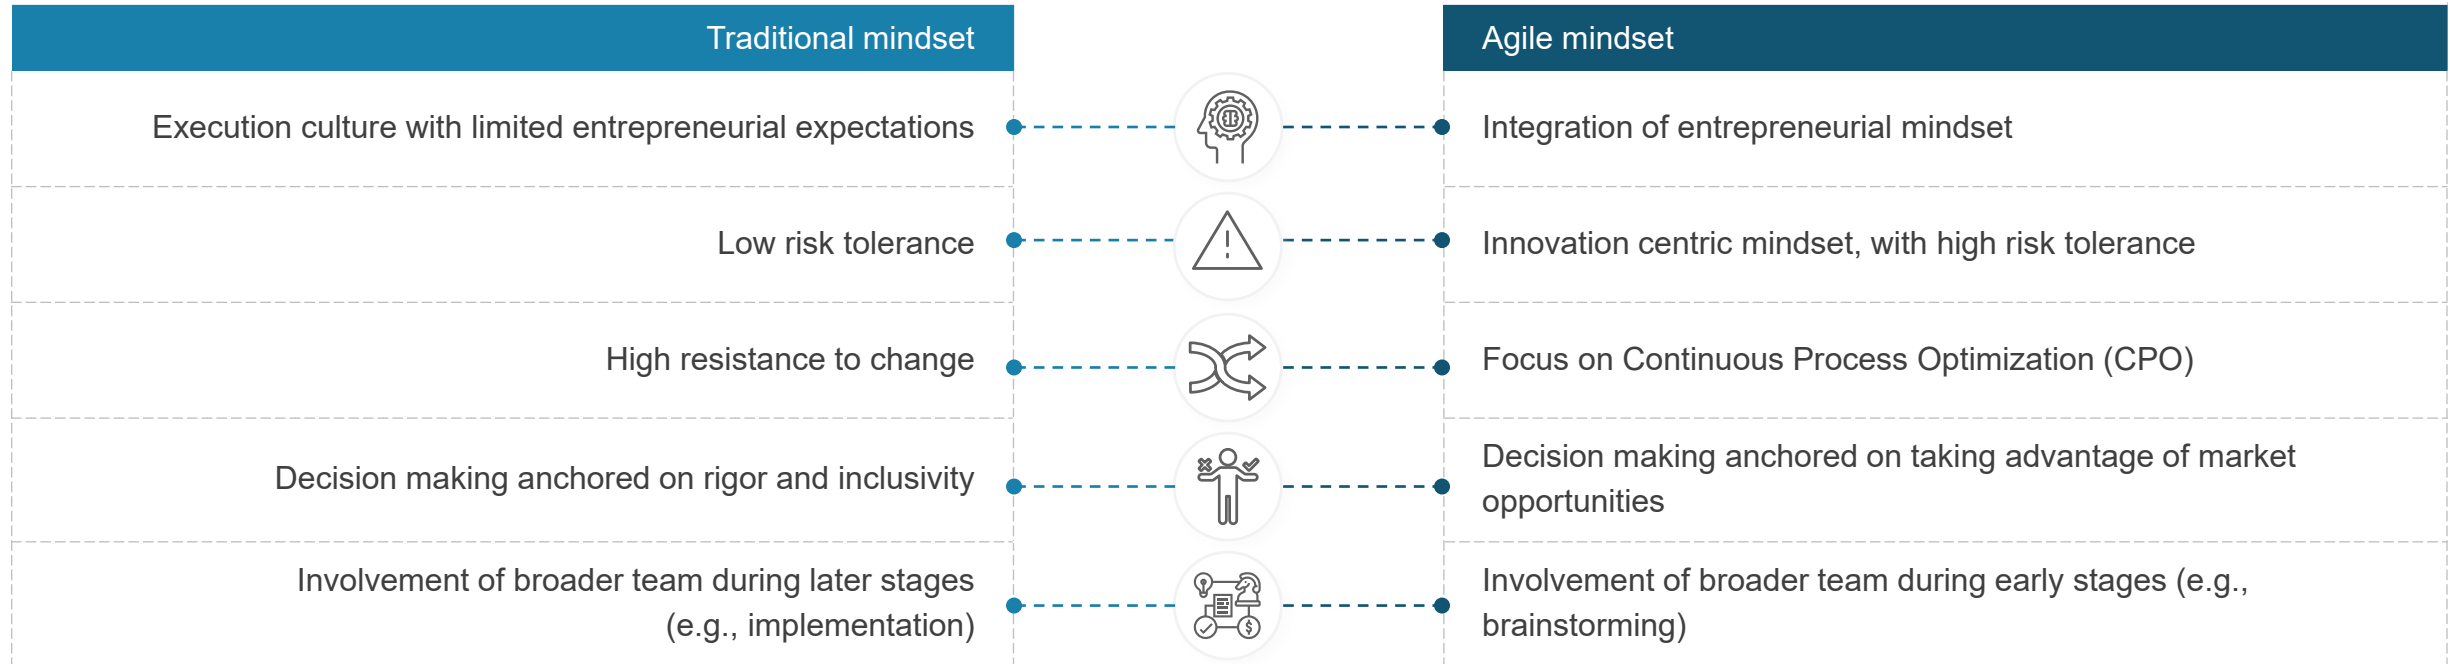 Traditional mindset
Agile mindset
Execution culture with limited entrepreneurial expectations
Integration of entrepreneurial mindset
Low risk tolerance
Innovation centric mindset, with high risk tolerance
High resistance to change
Focus on Continuous Process Optimization (CPO)
Decision making anchored on rigor and inclusivity
Decision making anchored on taking advantage of market
opportunities
Involvement of broader team during later stages
(e.g., implementation)
Involvement of broader team during early stages (e.g.,
brainstorming)